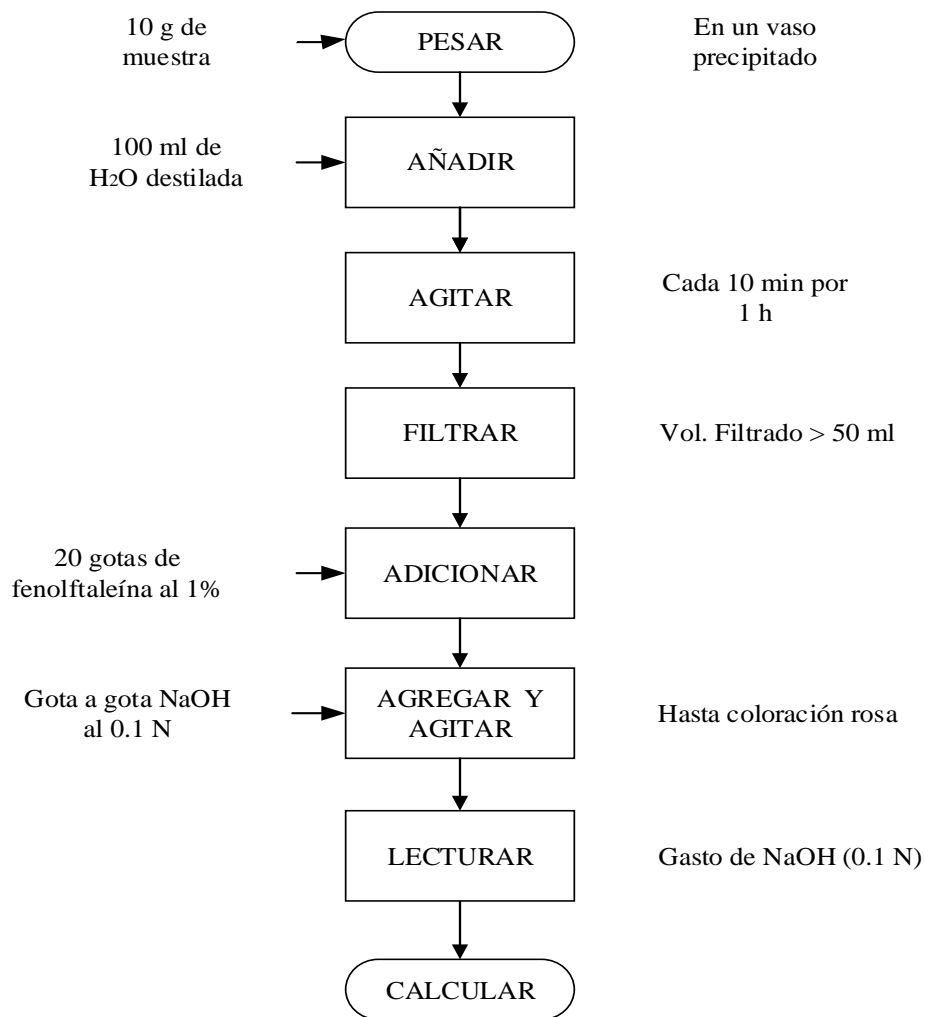 10 g de
muestra
PESAR
En un vaso
precipitado
100 ml de
H2O destilada
AÑADIR
AGITAR
Cada 10 min por
1 h
FILTRAR
Vol. Filtrado > 50 ml
20 gotas de
fenolftaleína al 1%
ADICIONAR
Gota a gota NaOH
al 0.1 N
AGREGAR Y
AGITAR
Hasta coloración rosa
LECTURAR
Gasto de NaOH (0.1 N)
CALCULAR